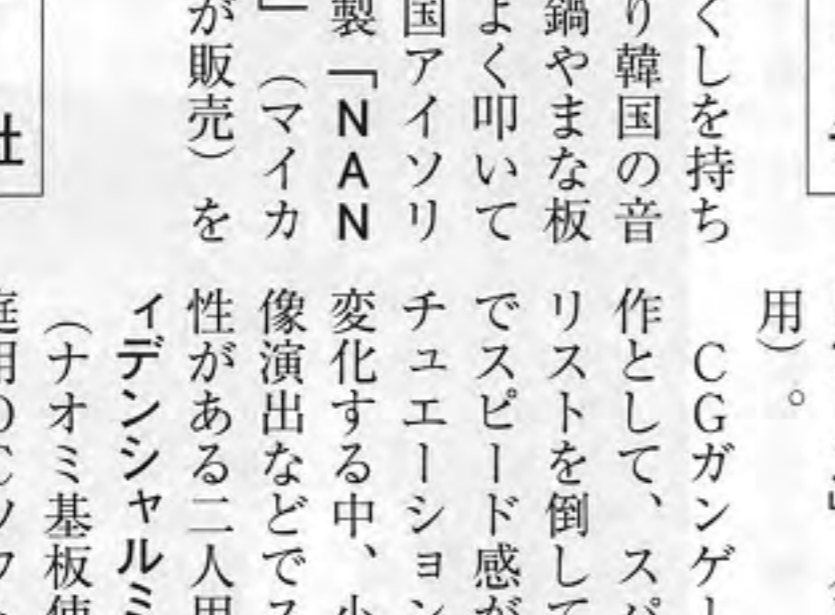 くしを持ち
り韓国の音
鍋やまな板
よく叩いて
国アイソリ
製「NAN
」（マイカ
が販売）を
社
用）。
CGガンゲー
作として、スパ
リストを倒して
でスピード感が
チュエーション
変化する中、小
像演出などでス
性がある二人用
ィデンシャルミ
（ナオミ基板使
庭用